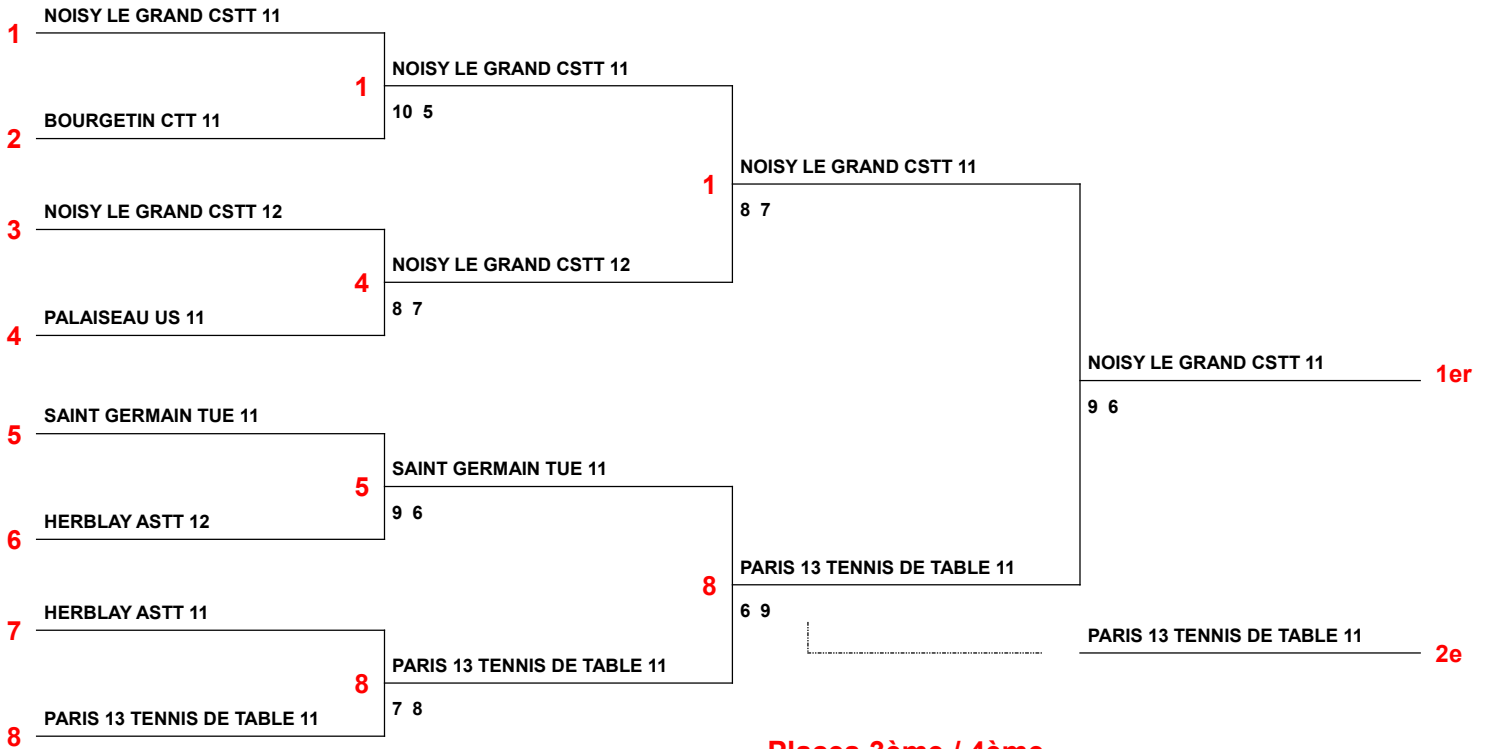 NOISY LE GRAND CSTT 11
1
NOISY LE GRAND CSTT 11
1
10 5
BOURGETIN CTT 11
2
NOISY LE GRAND CSTT 11
1
8 7
NOISY LE GRAND CSTT 12
3
NOISY LE GRAND CSTT 12
4
8 7
PALAISEAU US 11
4
NOISY LE GRAND CSTT 11
1er
9 6
SAINT GERMAIN TUE 11
5
SAINT GERMAIN TUE 11
5
9 6
HERBLAY ASTT 12
6
PARIS 13 TENNIS DE TABLE 11
8
6 9
HERBLAY ASTT 11
7
PARIS 13 TENNIS DE TABLE 11
2e
PARIS 13 TENNIS DE TABLE 11
8
7 8
PARIS 13 TENNIS DE TABLE 11
8
Places 3ème / 4ème